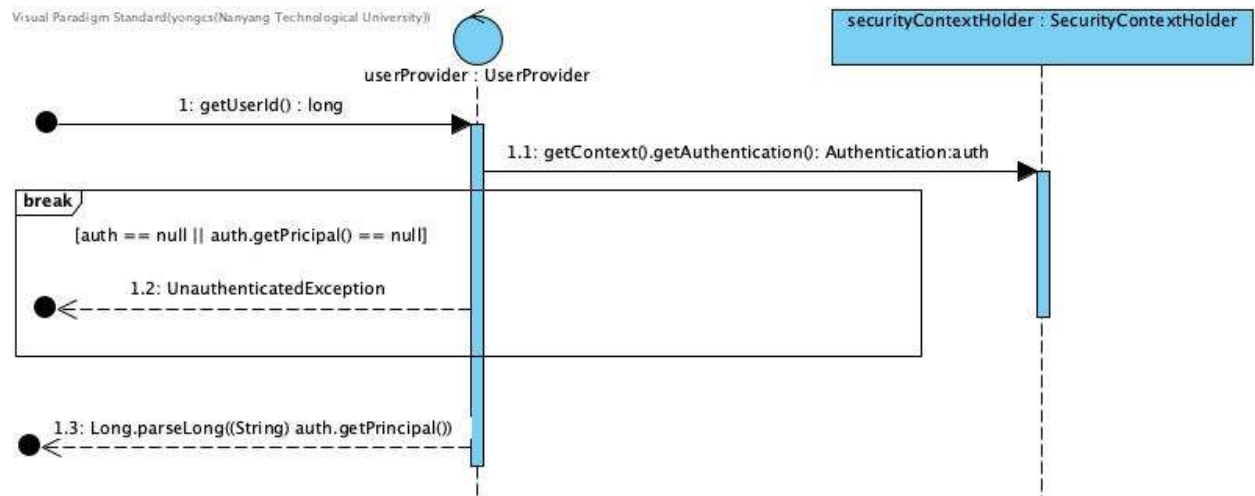 Visual Paradigm Standard(yongcs(Nanyang Technological University))
securityContextHolder : SecurityContextHolder
userProvider : UserProvider
1: getUserId() : long
1.1: getContext().getAuthentication(): Authentication:auth
break
[auth == null || auth.getPricipal() == null]
1.2: UnauthenticatedException
1.3: Long.parseLong((String) auth.getPrincipal())